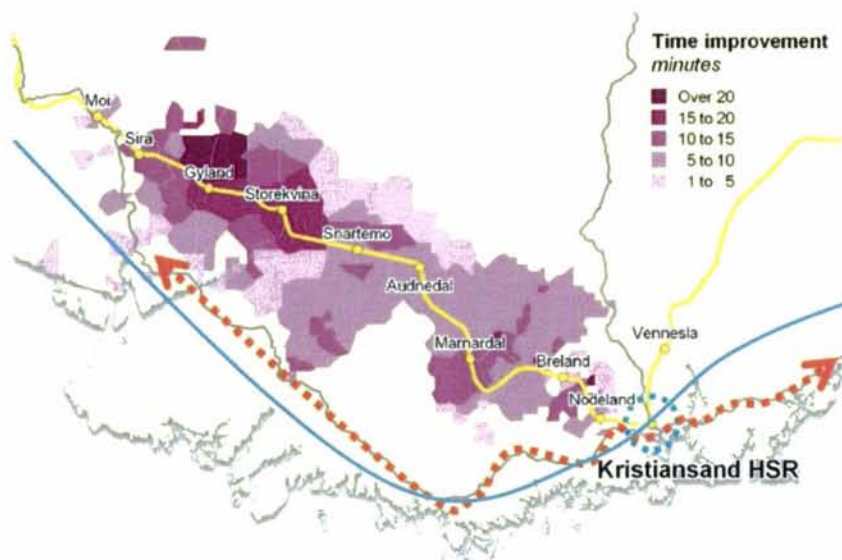 Time improvement
minutes
Over 20
15 to 20
10 to 15
5 to 10
1 to 5
Moi
Sira
Gyland
Storekvina
Snartemo
Audnedal
Marnardal
Breland
Nodeland
Vennesla
Kristiansand HSR